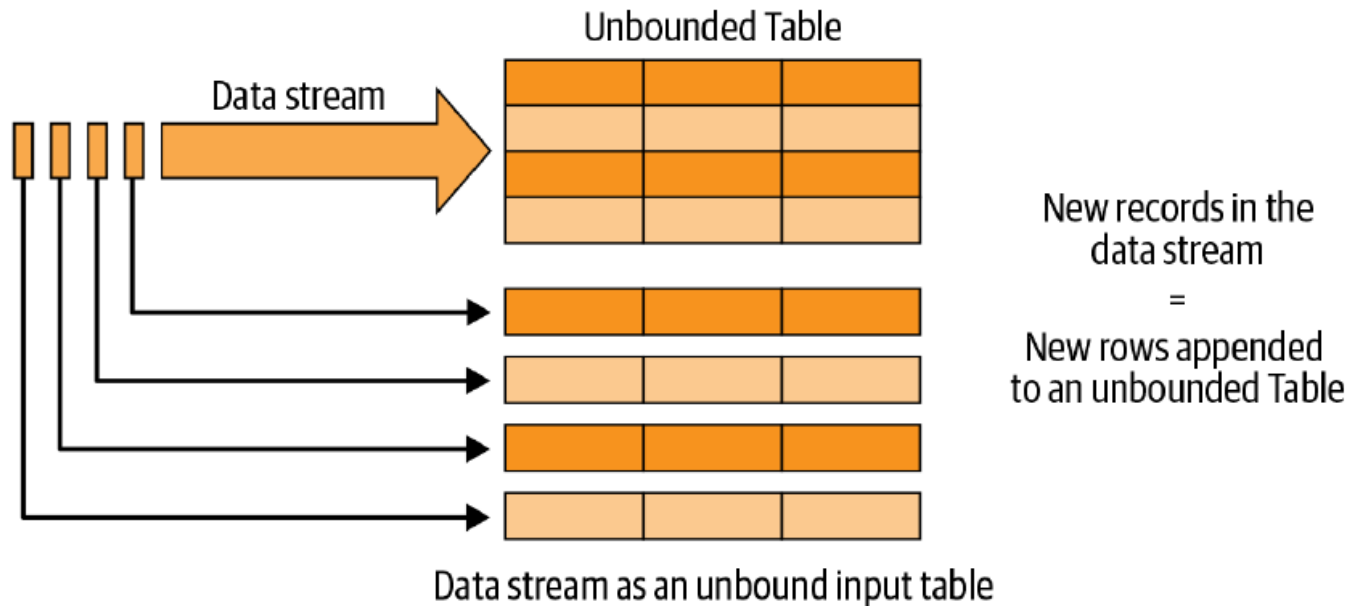 Unbounded Table
Data stream
New records in the
data stream
=
New rows appended
to an unbounded Table
Data stream as an unbound input table